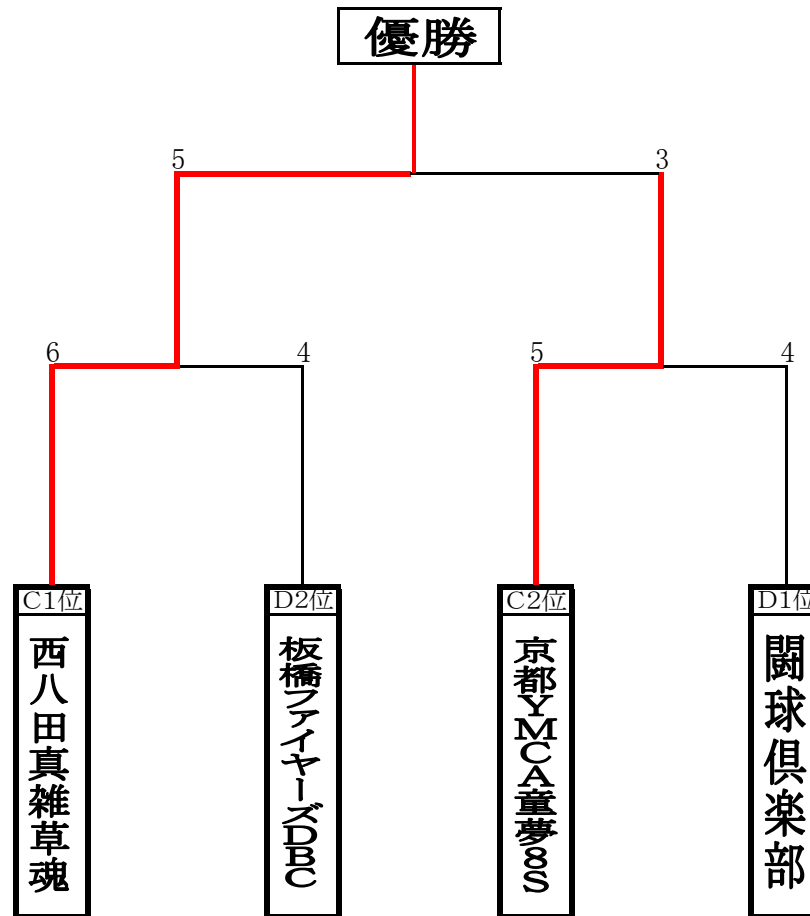 優勝
5
3
6
4
5
4
C1位
D2位
C2位
D1位
西八田真雑草魂
板橋ファイヤーズDBC
京都YMCA童夢8S
闘球倶楽部